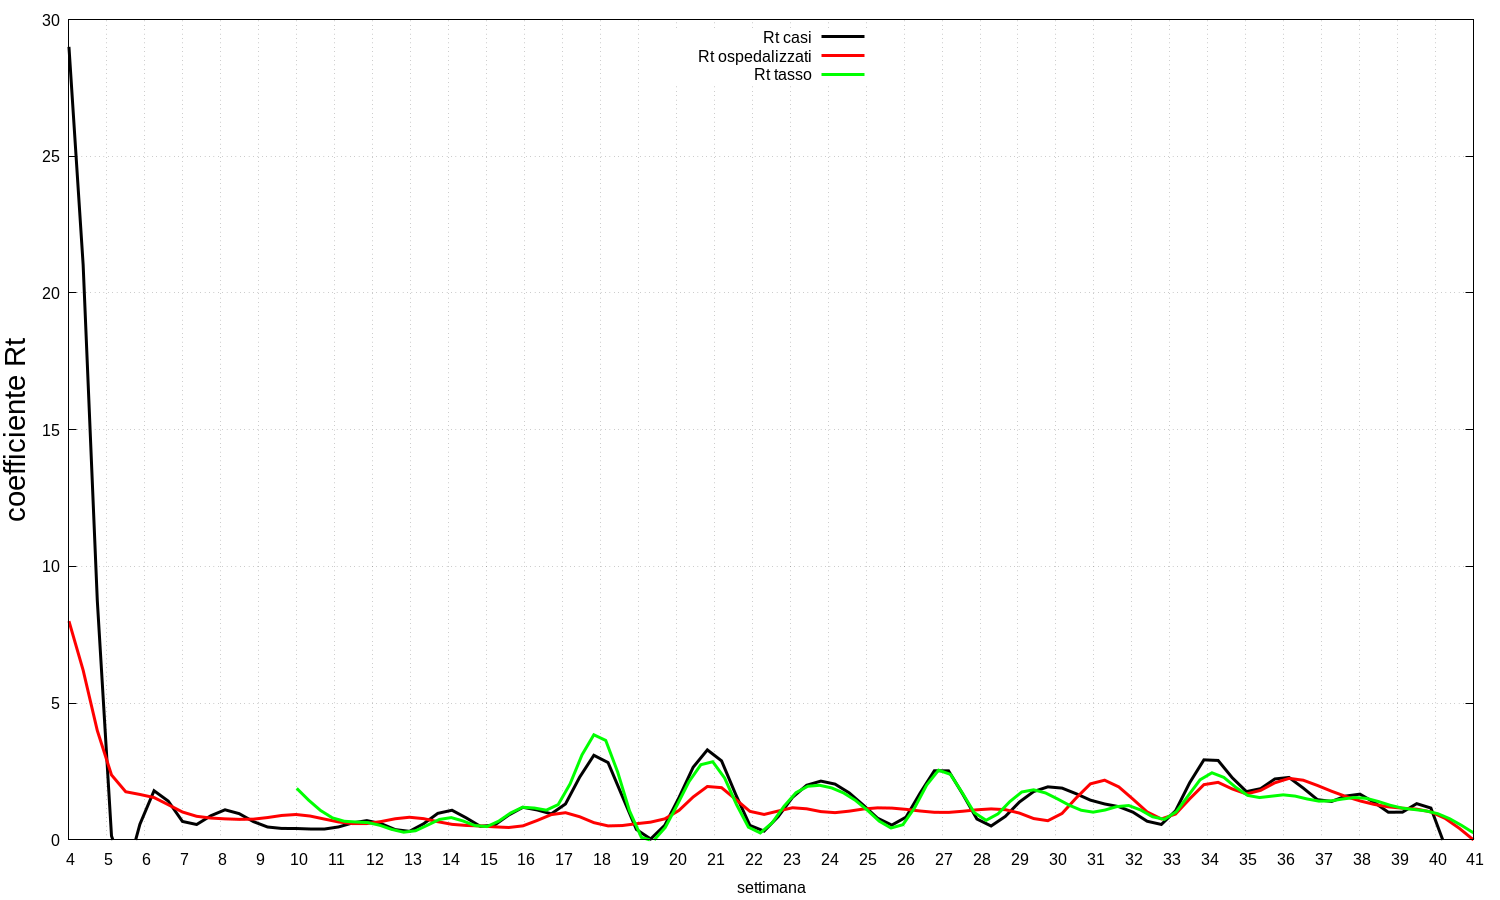 30
Rt casi
Rt ospedalizzati
Rt tasso
25
20
15
10
5
0
coefficiente Rt
4 5 6 7 8 9 10 11 12 13 14 15 16 17 18 19 20 21 22 23 24 25 26 27 28 29 30 31 32 33 34 35 36 37 38 39 40 41
settimana